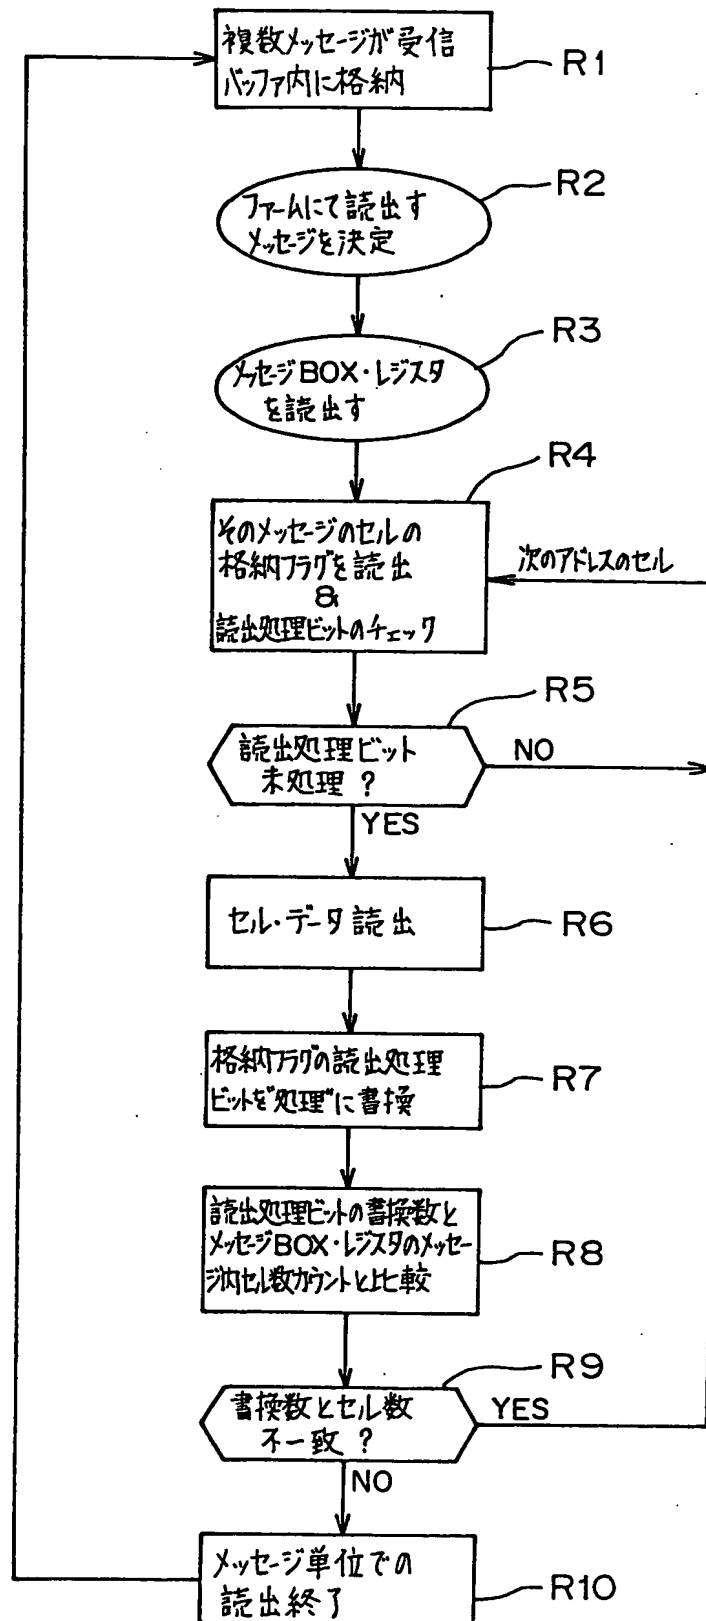 複数メッセージが受信
バッファ内に格納
R1
ファームにて読出す
メッセージを決定
R2
メッセージBOX・レジスタ
を読出す
R3
そのメッセージのセルの
格納フラグを読出
&
読出処理ビットのチェック
R4
次のアドレスのセル
読出処理ビット
未処理？
R5
NO
YES
セル・データ読出
R6
格納フラグの読出処理
ビットを"処理"に書換
R7
読出処理ビットの書換数と
メッセージBOX・レジスタのメッセー
ジ内セル数カウントと比較
R8
書換数とセル数
不一致？
R9
YES
NO
メッセージ単位での
読出終了
R10